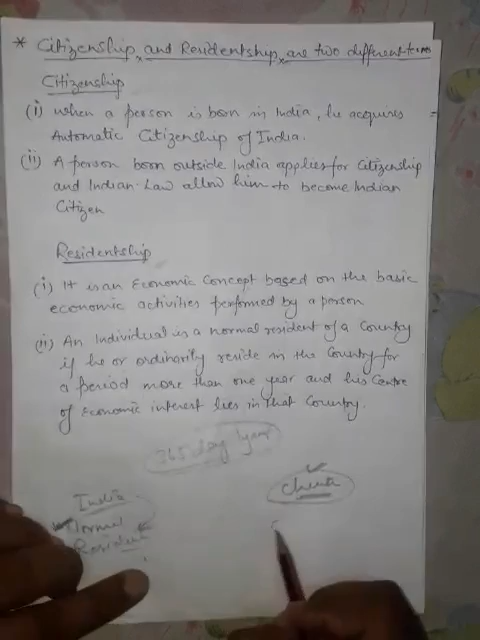 * Citizenship and Residentship are two different terms
Citizenship
(i) When a person is born in India, he acquires
Automatic Citizenship of India.
(ii) A person born outside India applies for Citizenship
and Indian Law allow him to become Indian
Citizen
Residentship
(i) It is an Economic Concept based on the basic
economic activities performed by a person
(ii) An Individual is a normal resident of a Country
if he or ordinarily reside in the Country for
a period more than one year and his Centre
of Economic interest lies in that Country.
365 day 1 year
India
China
Normal
Resident